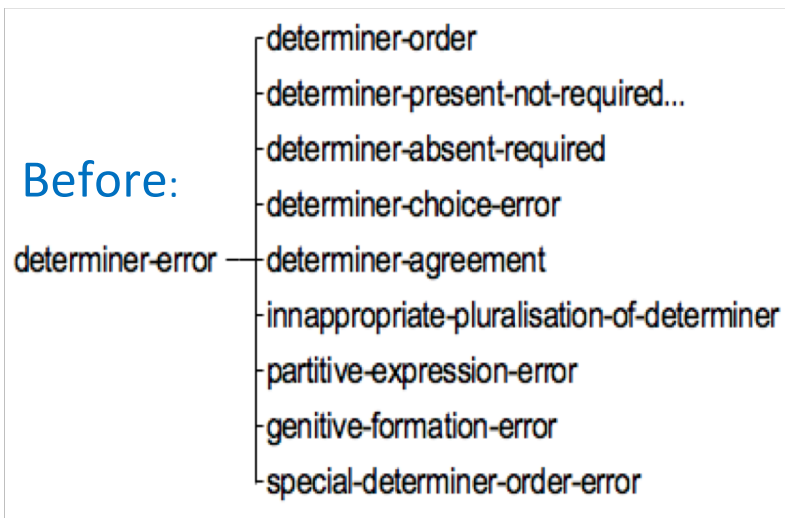 determiner-order
determiner-present-not-required...
determiner-absent-required
Before:
determiner-choice-error
determiner-error
determiner-agreement
innappropriate-pluralisation-of-determiner
partitive-expression-error
genitive-formation-error
special-determiner-order-error